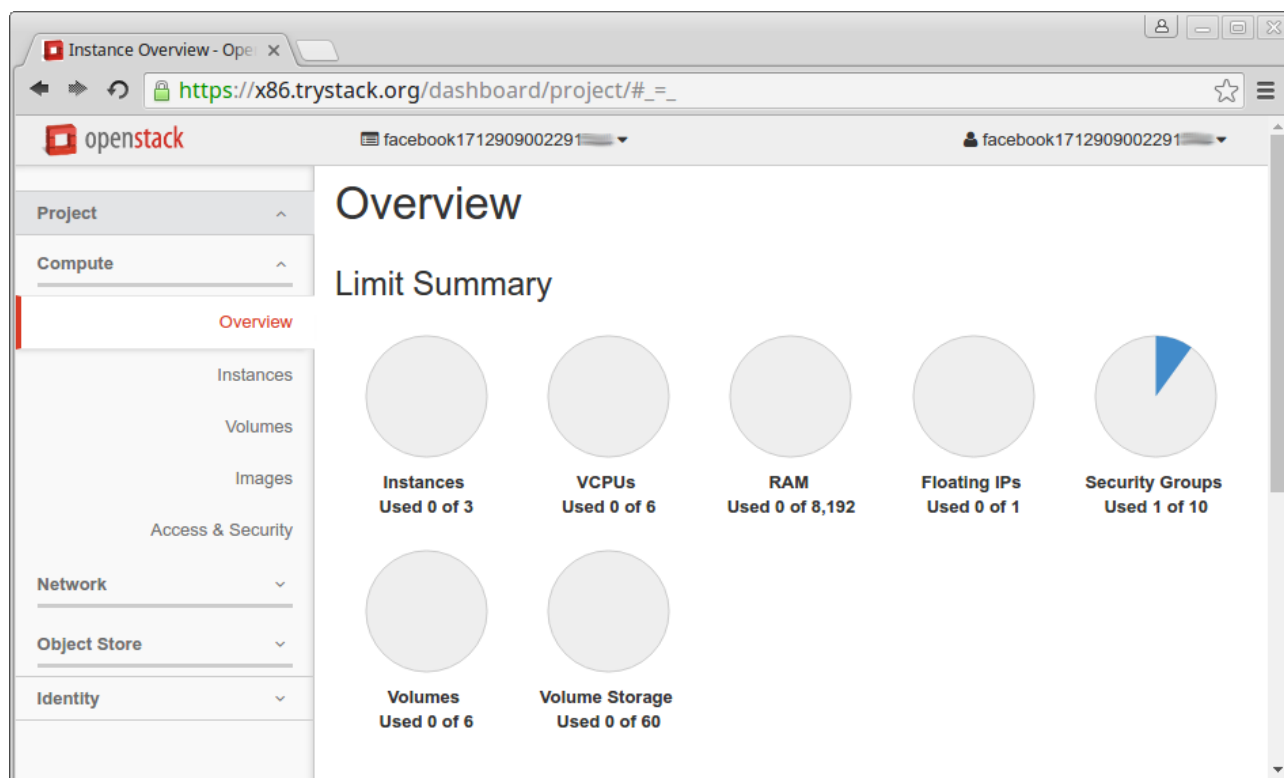 Instance Overview - Ope
https://x86.trystack.org/dashboard/project/#_=_
openstack
facebook1712909002291
facebook1712909002291
Project
Compute
Overview
Instances
Volumes
Images
Access & Security
Network
Object Store
Identity
Overview
Limit Summary
Instances
Used 0 of 3
VCPUs
Used 0 of 6
RAM
Used 0 of 8,192
Floating IPs
Used 0 of 1
Security Groups
Used 1 of 10
Volumes
Used 0 of 6
Volume Storage
Used 0 of 60